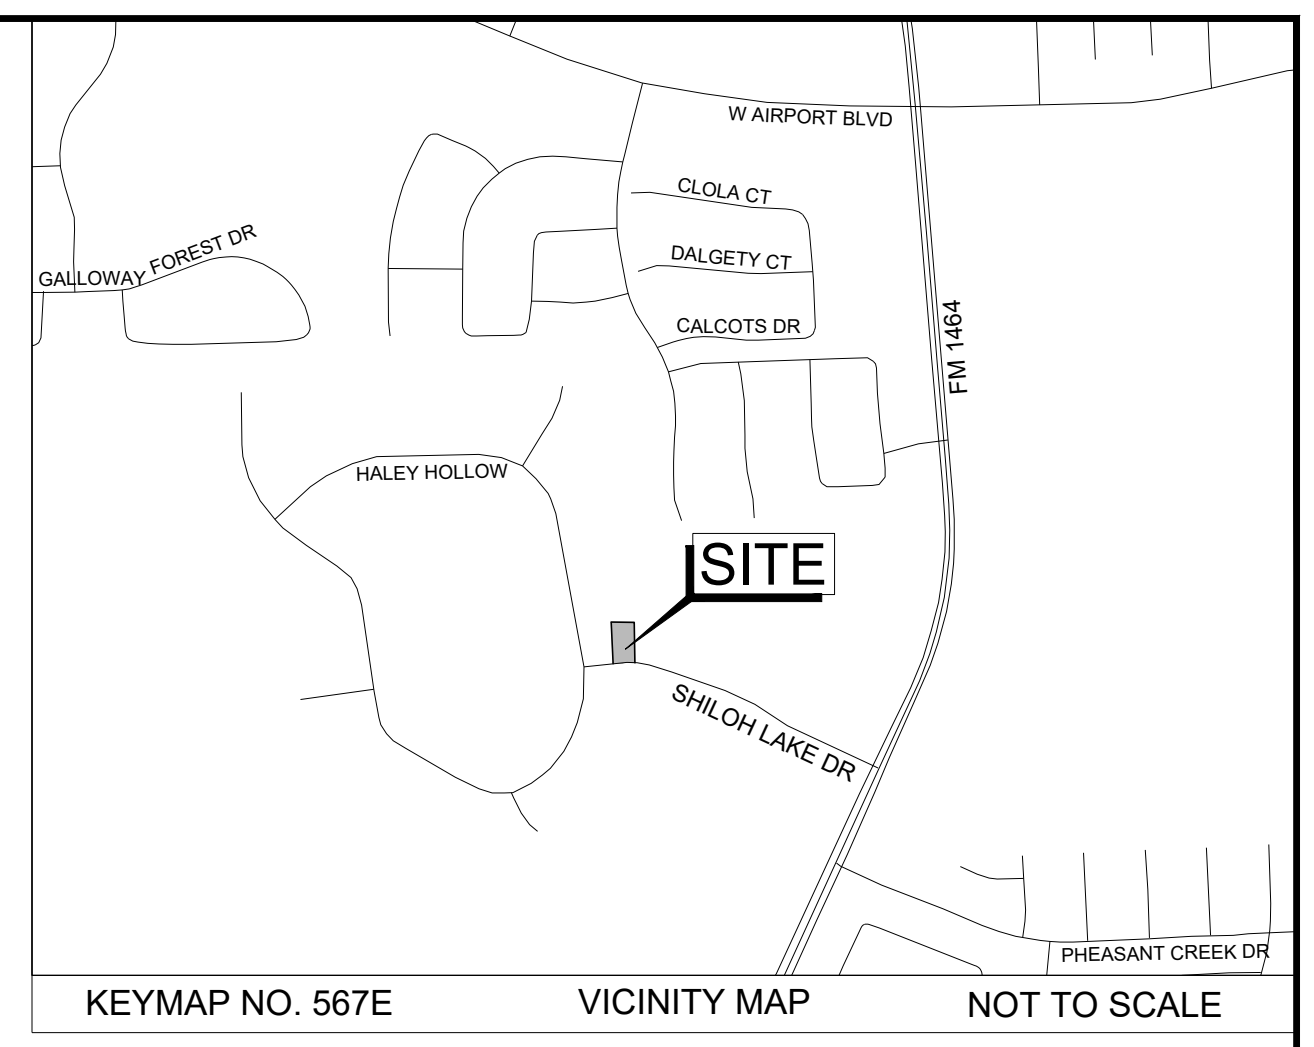 W AIRPORT BLVD
CLOLA CT
GALLOWAY FOREST DR
DALGETY CT
CALCOTS DR
FM 1464
HALEY HOLLOW
SITE
SHILOH LAKE DR
PHEASANT CREEK DR
KEYMAP NO. 567E
VICINITY MAP
NOT TO SCALE